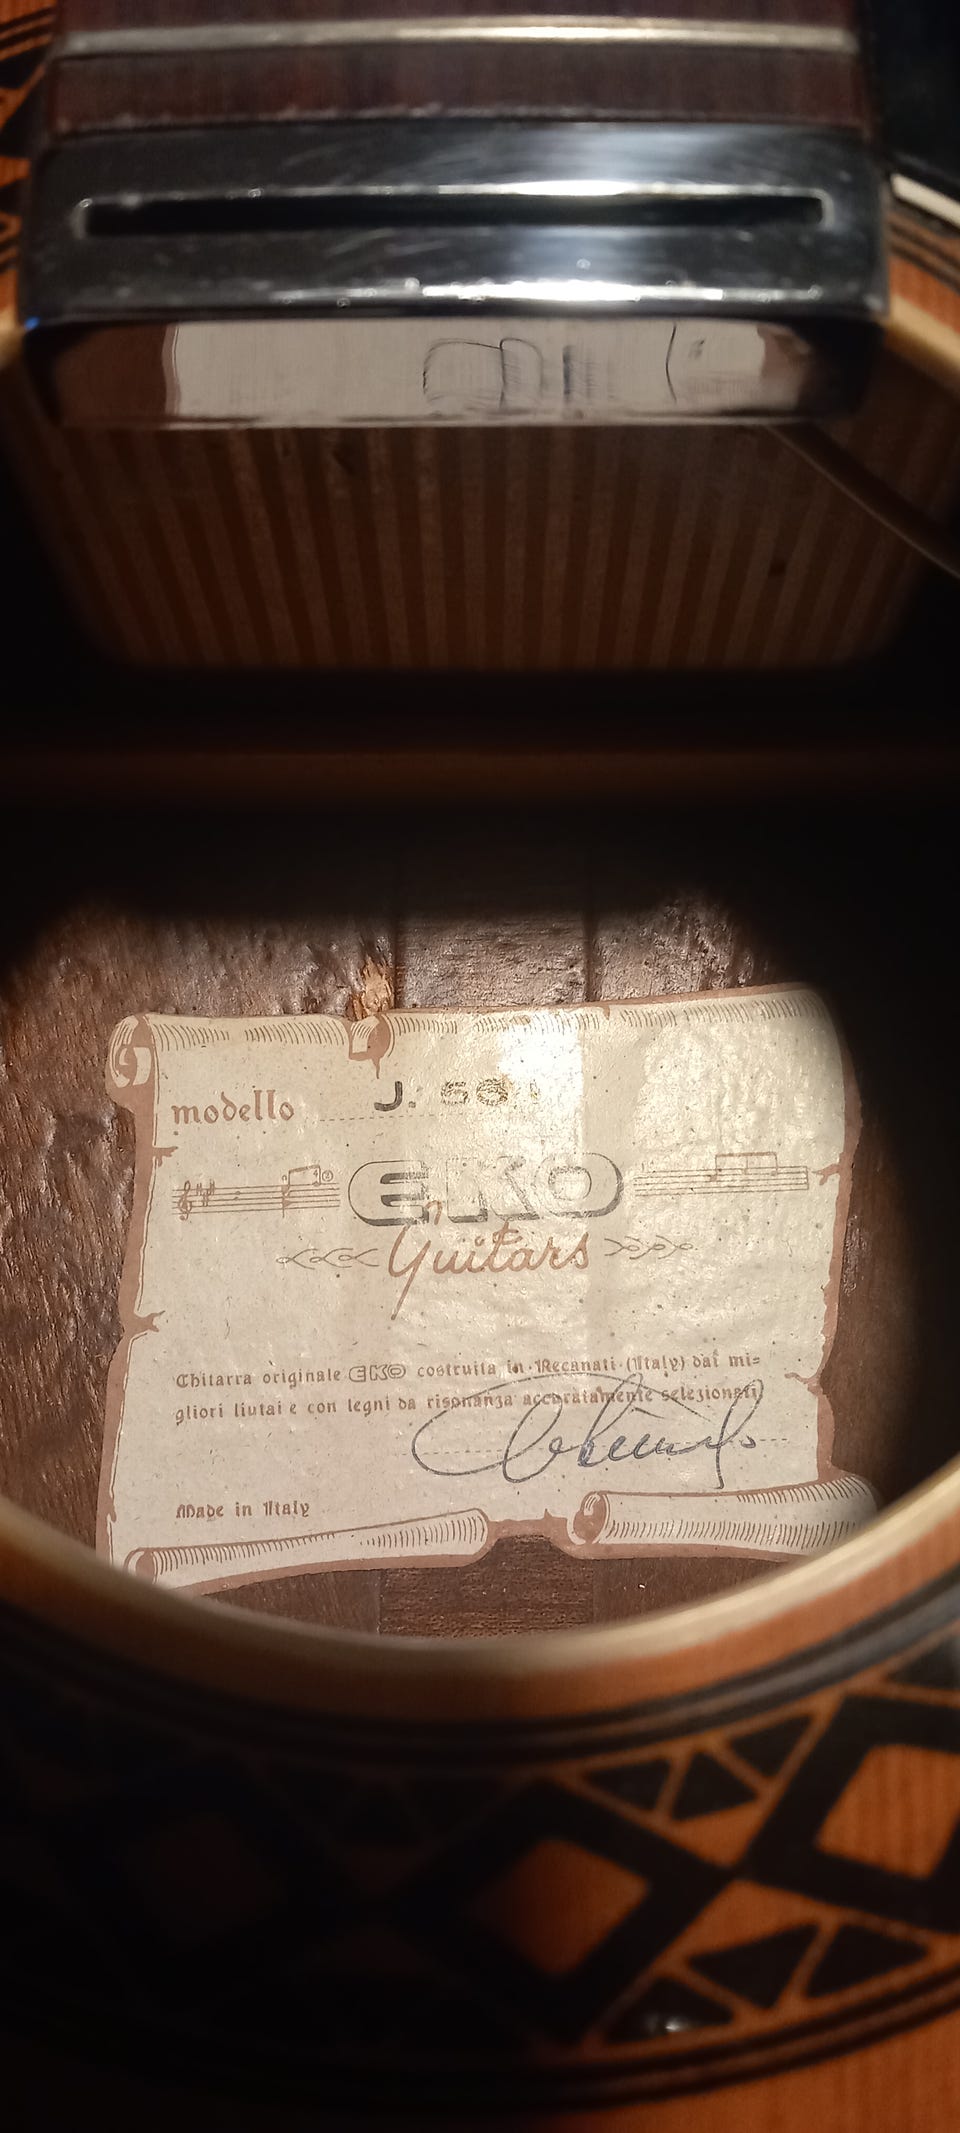 modello J.
EKO
Guitars
Chitarra originale EKO costruita in Recanati (Italy) dai mi=
gliori liutai e con legni da risonanza accuratamente selezionati
Made in Italy